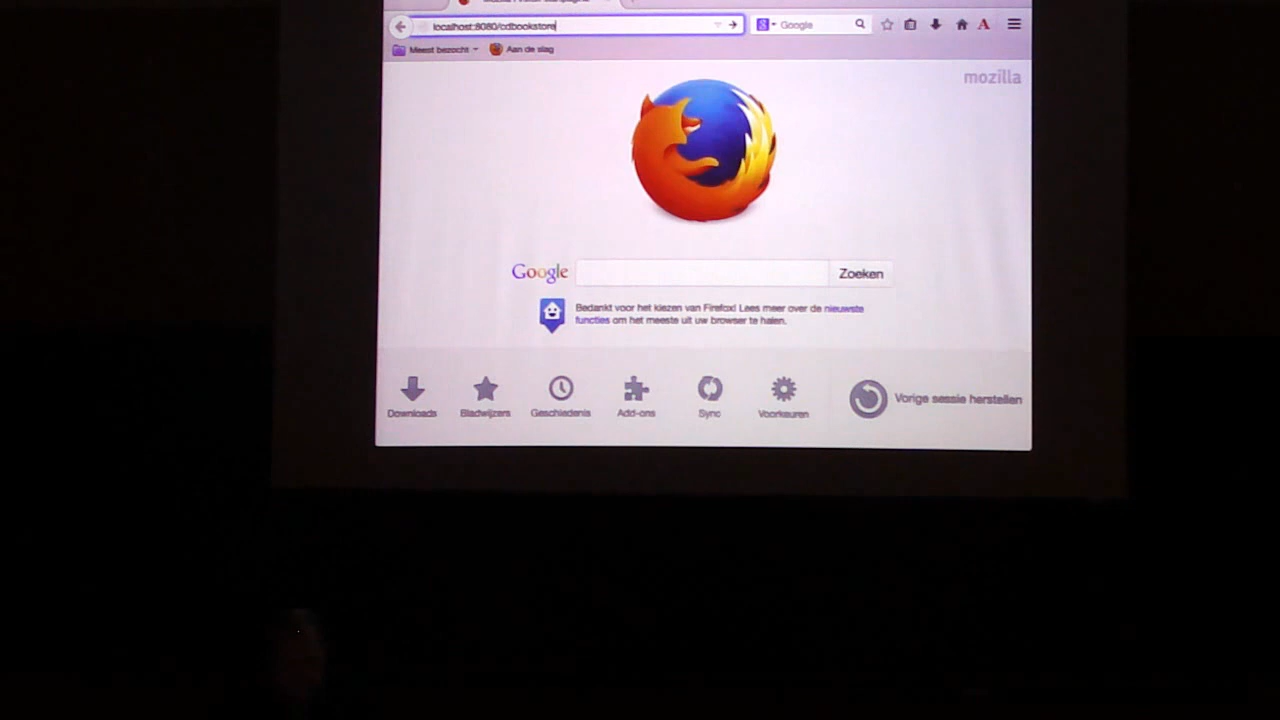 localhost:8080/cdbookstore
Google
Meest bezocht
Aan de slag
mozilla
Google
Zoeken
Bedankt voor het kiezen van Firefox! Lees meer over de nieuwste
functies om het meeste uit uw browser te halen.
Downloads
Bladwijzers
Geschiedenis
Add-ons
Sync
Voorkeuren
Vorige sessie herstellen